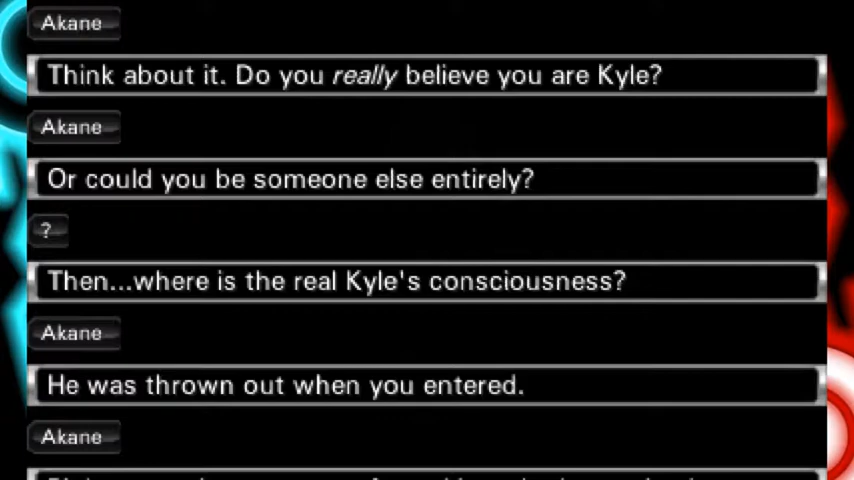 Akane
Think about it. Do you really believe you are Kyle?
Akane
Or could you be someone else entirely?
?
Then...where is the real Kyle's consciousness?
Akane
He was thrown out when you entered.
Akane